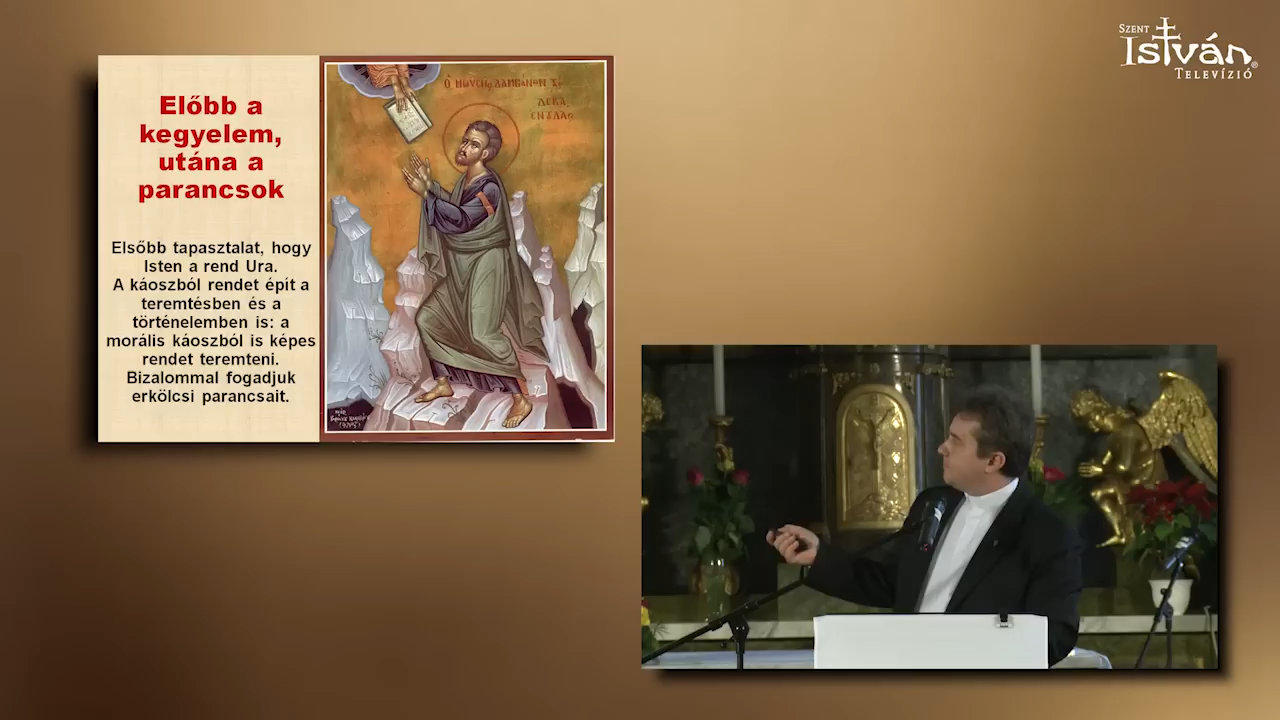 Előbb a
kegyelem,
utána a
parancsok
Elsőbb tapasztalat, hogy
Isten a rend Ura.
A káoszból rendet épít a
teremtésben és a
történelemben is: a
morális káoszból is képes
rendet teremteni.
Bizalommal fogadjuk
erkölcsi parancsait.
SZENT
ISTVÁN®
TELEVÍZIÓ